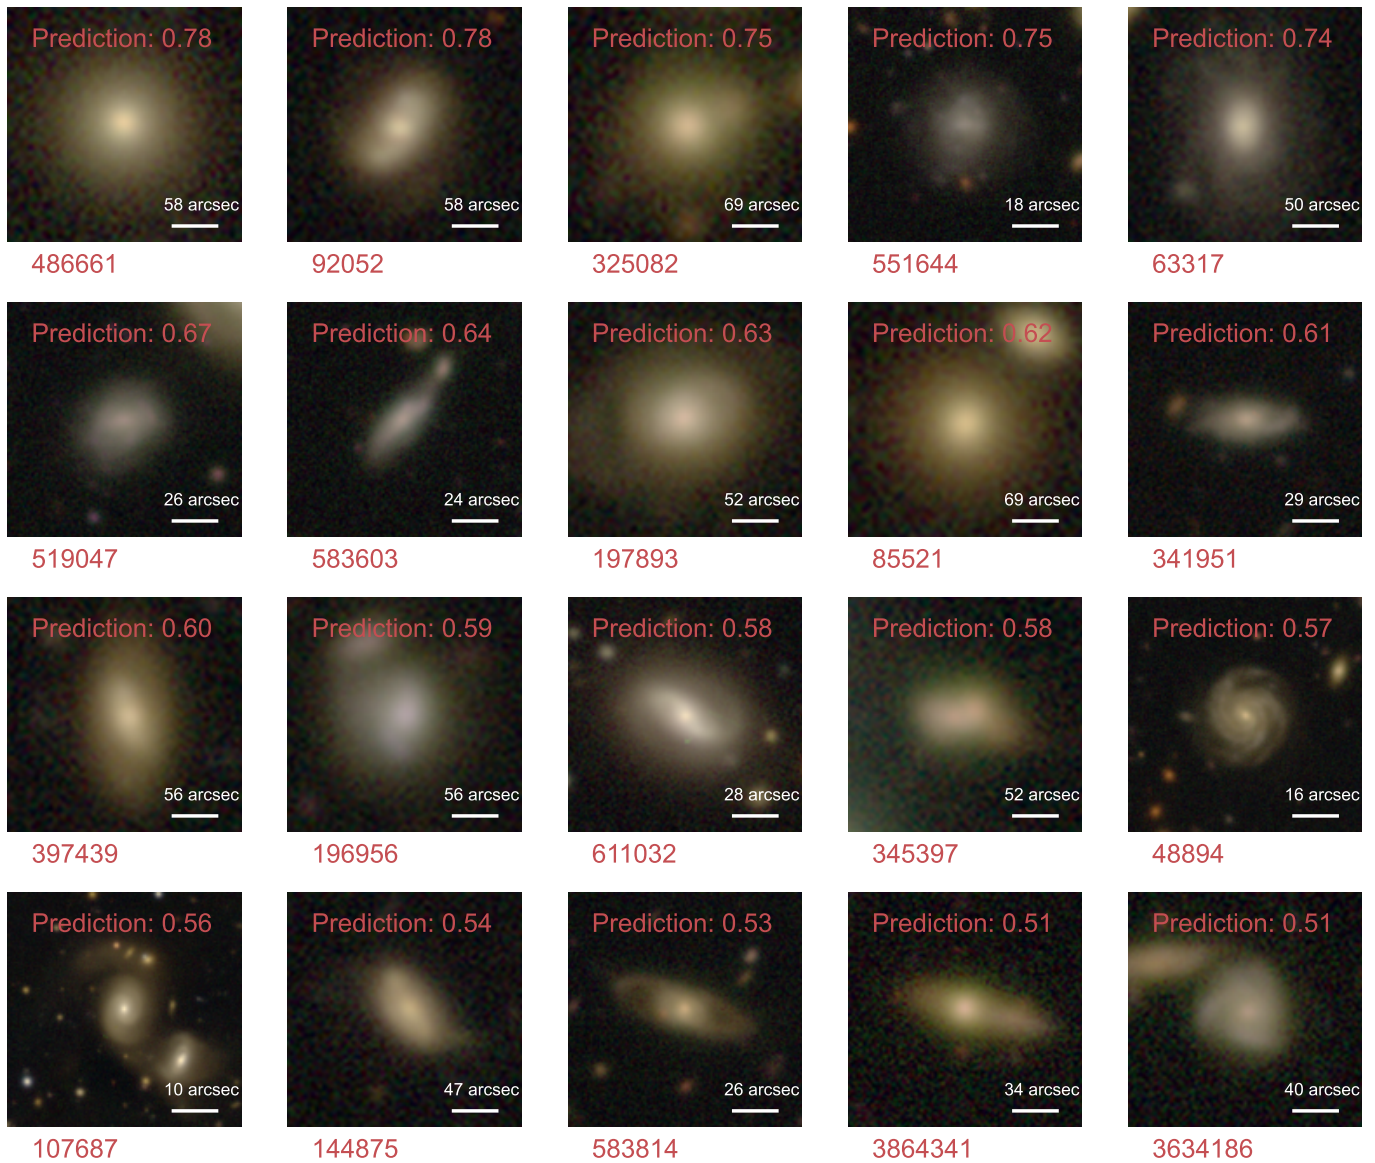 Prediction: 0.78
58 arcsec
486661
Prediction: 0.78
58 arcsec
92052
Prediction: 0.75
69 arcsec
325082
Prediction: 0.75
18 arcsec
551644
Prediction: 0.74
50 arcsec
63317
Prediction: 0.67
26 arcsec
519047
Prediction: 0.64
24 arcsec
583603
Prediction: 0.63
52 arcsec
197893
Prediction: 0.62
69 arcsec
85521
Prediction: 0.61
29 arcsec
341951
Prediction: 0.60
56 arcsec
397439
Prediction: 0.59
56 arcsec
196956
Prediction: 0.58
28 arcsec
611032
Prediction: 0.58
52 arcsec
345397
Prediction: 0.57
16 arcsec
48894
Prediction: 0.56
10 arcsec
107687
Prediction: 0.54
47 arcsec
144875
Prediction: 0.53
26 arcsec
583814
Prediction: 0.51
34 arcsec
3864341
Prediction: 0.51
40 arcsec
3634186